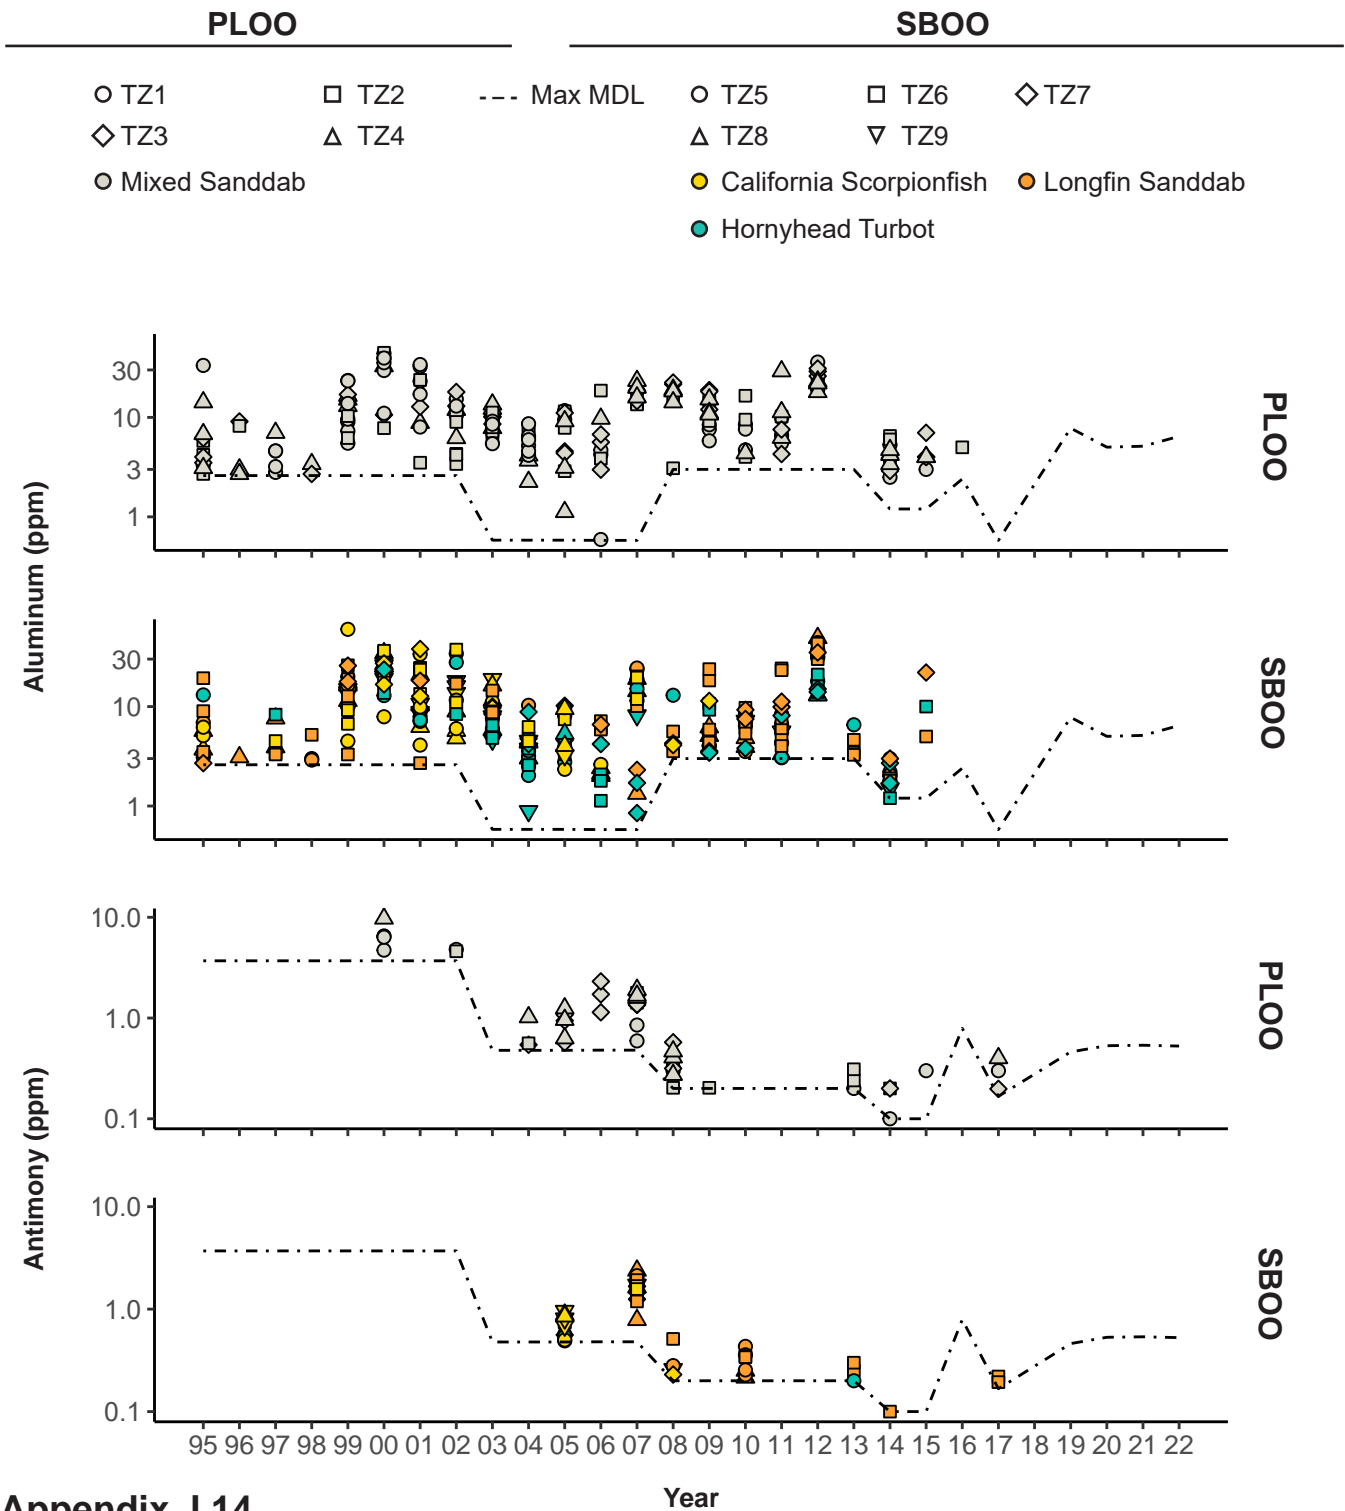 PLOO SBOO
TZ1 TZ2 Max MDL TZ5 TZ6 TZ7
TZ3 TZ4 TZ8 TZ9
Mixed Sanddab California Scorpionfish Longfin Sanddab
Hornyhead Turbot
Aluminum (ppm)
30
10
3
1
PLOO
30
10
3
1
SBOO
Antimony (ppm)
10.0
1.0
0.1
PLOO
10.0
1.0
0.1
SBOO
95 96 97 98 99 00 01 02 03 04 05 06 07 08 09 10 11 12 13 14 15 16 17 18 19 20 21 22
Year
Appendix J.14